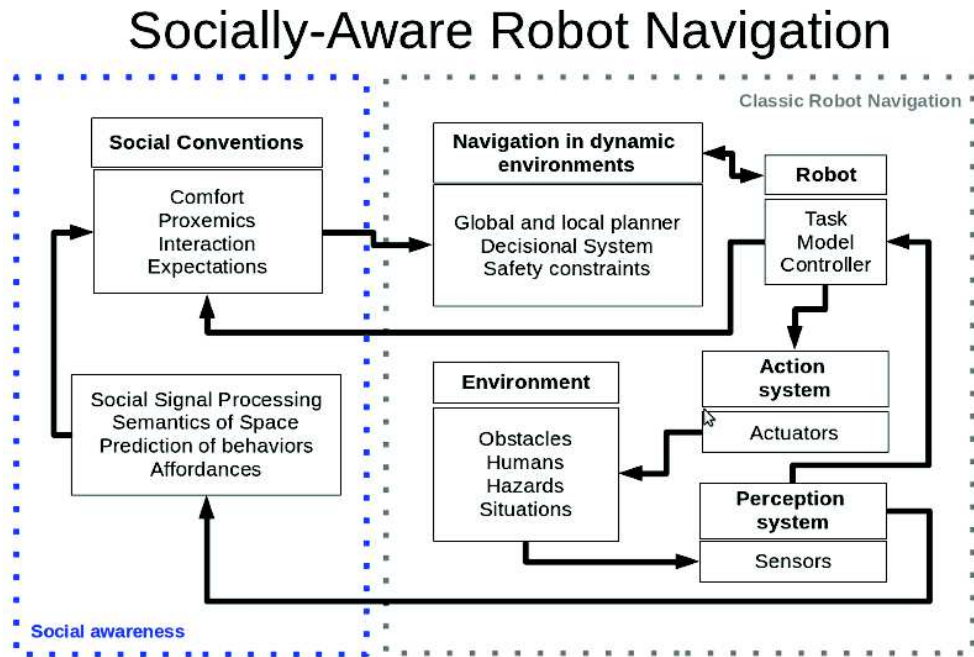 Socially-Aware Robot Navigation
Classic Robot Navigation
Social Conventions
Comfort
Proxemics
Interaction
Expectations
Social Signal Processing
Semantics of Space
Prediction of behaviors
Affordances
Social awareness
Navigation in dynamic
environments
Global and local planner
Decisional System
Safety constraints
Robot
Task
Model
Controller
Environment
Obstacles
Humans
Hazards
Situations
Action
system
Actuators
Perception
system
Sensors